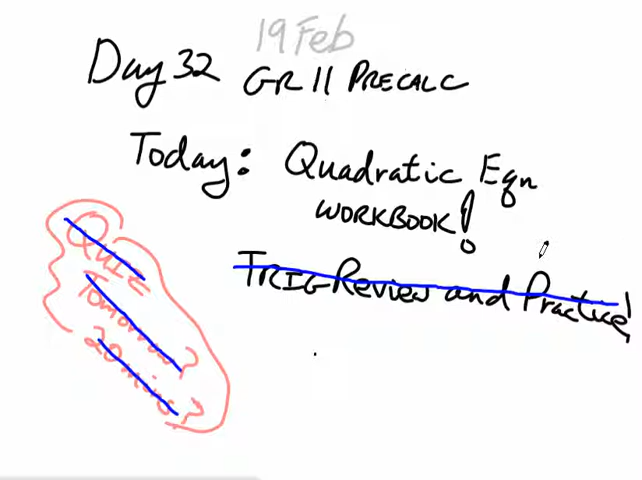 19 Feb
Day 32 GR 11 PRECALC
Today: Quadratic Eqn
WORKBOOK!
TRIG Review and Practice!
Quiz
Tomorrow?
20 mins?